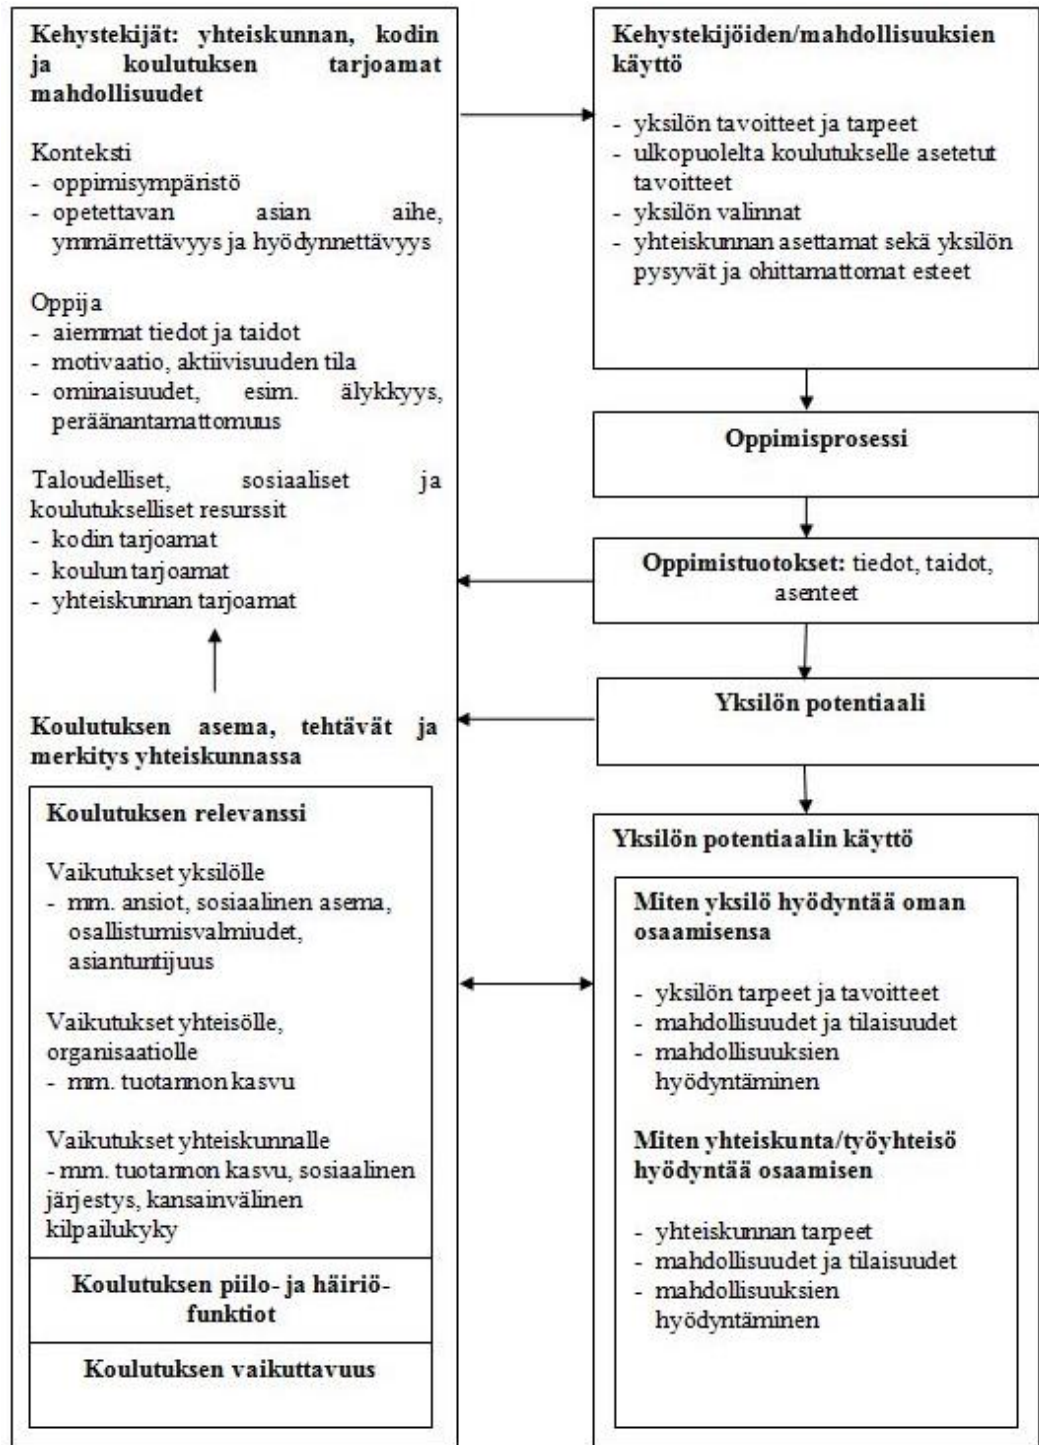 Kehystekijät: yhteiskunnan, kodin
ja koulutuksen tarjoamat
mahdollisuudet
Konteksti
- oppimisympäristö
- opetettavan asian aihe,
ymmärrettävyys ja hyödynnettävyys
Oppija
- aiemmat tiedot ja taidot
- motivaatio, aktiivisuuden tila
- ominaisuudet, esim. älykkyys,
peräänantamattomuus
Taloudelliset, sosiaaliset ja
koulutukselliset resurssit
- kodin tarjoamat
- koulun tarjoamat
- yhteiskunnan tarjoamat
Koulutuksen asema, tehtävät ja
merkitys yhteiskunnassa
Koulutuksen relevanssi
Vaikutukset yksilölle
- mm. ansiot, sosiaalinen asema,
osallistumisvalmiudet,
asiantuntijuus
Vaikutukset yhteisölle,
organisaatiolle
- mm. tuotannon kasvu
Vaikutukset yhteiskunnalle
- mm. tuotannon kasvu, sosiaalinen
järjestys, kansainvälinen
kilpailukyky
Koulutuksen piilo- ja häiriö-
funktiot
Koulutuksen vaikuttavuus
Kehystekijöiden/mahdollisuuksien
käyttö
- yksilön tavoitteet ja tarpeet
- ulkopuolelta koulutukselle asetetut
tavoitteet
- yksilön valinnat
- yhteiskunnan asettamat sekä yksilön
pysyvät ja ohittamattomat esteet
Oppimisprosessi
Oppimistuotokset: tiedot, taidot,
asenteet
Yksilön potentiaali
Yksilön potentiaalin käyttö
Miten yksilö hyödyntää oman
osaamisensa
- yksilön tarpeet ja tavoitteet
- mahdollisuudet ja tilaisuudet
- mahdollisuuksien
hyödyntäminen
Miten yhteiskunta/työyhteisö
hyödyntää osaamisen
- yhteiskunnan tarpeet
- mahdollisuudet ja tilaisuudet
- mahdollisuuksien
hyödyntäminen